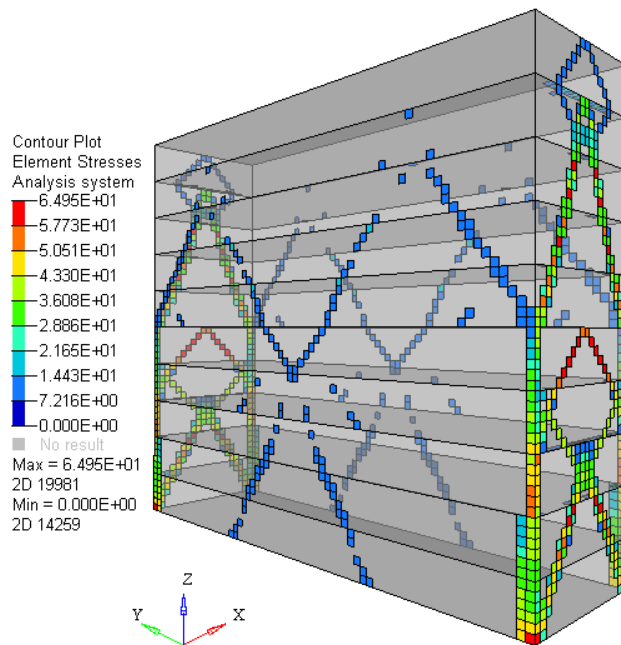 Contour Plot
Element Stresses
Analysis system
6.495E+01
5.773E+01
5.051E+01
4.330E+01
3.608E+01
2.886E+01
2.165E+01
1.443E+01
7.216E+00
0.000E+00
No result
Max = 6.495E+01
2D 19981
Min = 0.000E+00
2D 14259
Z
Y X